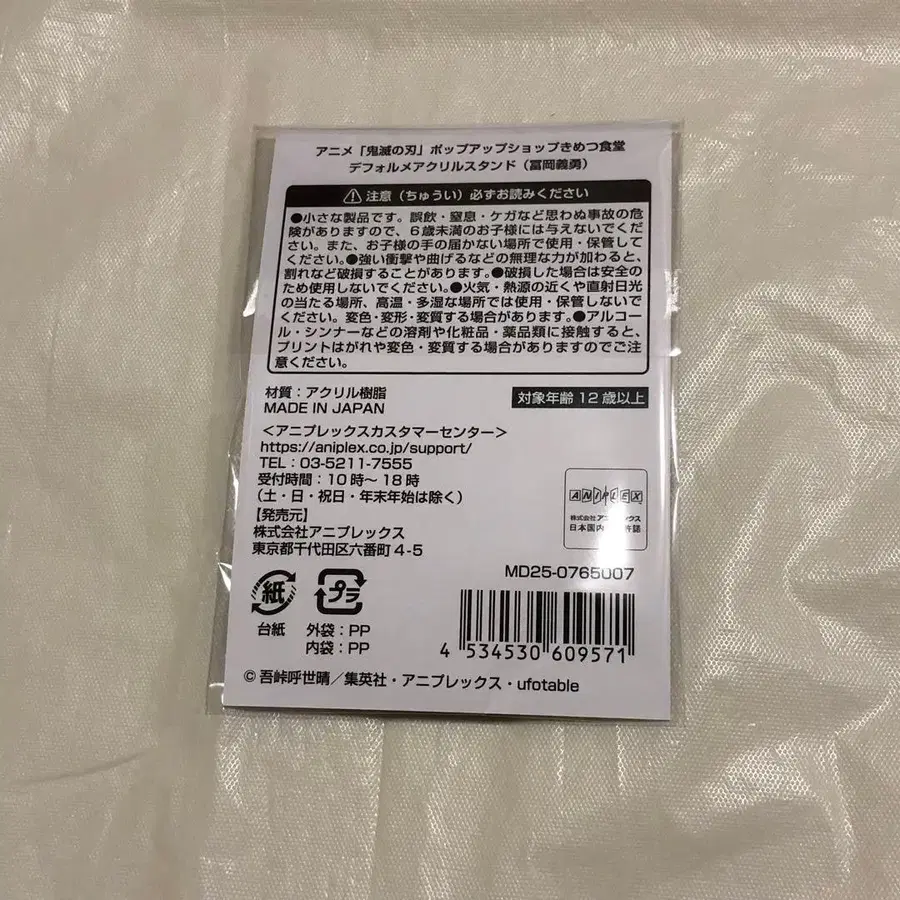 アニメ「鬼滅の刃」ポップアップショップきめつ食堂
デフォルメアクリルスタンド（冨岡義勇）
注意（ちゅうい）必ずお読みください
●小さな製品です。誤飲・窒息・ケガなど思わぬ事故の危
険がありますので、６歳未満のお子様には与えないでくだ
さい。また、お子様の手の届かない場所で使用・保管して
ください。●強い衝撃や曲げるなどの無理な力が加わると、
割れなど破損することがあります。●破損した場合は安全の
ため使用しないでください。●火気・熱源の近くや直射日光
の当たる場所、高温・多湿な場所では使用・保管しないで
ください。変色・変形・変質する場合があります。●アルコー
ル・シンナーなどの溶剤や化粧品・薬品類に接触すると、
プリントはがれや変色・変質する場合がありますのでご注
意ください。
材質：アクリル樹脂
MADE IN JAPAN
対象年齢 12 歳以上
＜アニプレックスカスタマーセンター＞
https://aniplex.co.jp/support/
TEL：03-5211-7555
受付時間：10時〜18時
（土・日・祝日・年末年始は除く）
【発売元】
株式会社アニプレックス
東京都千代田区六番町 4-5
ANIPLEX
株式会社アニプレックス
日本国内
許諾
MD25-0765007
紙
プラ
台紙
外袋：PP
内袋：PP
4 534530 609571
© 吾峠呼世晴／集英社・アニプレックス・ufotable